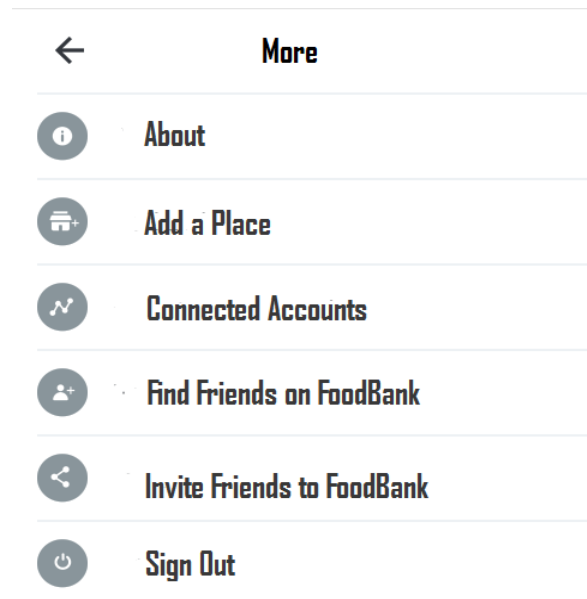 More
About
Add a Place
Connected Accounts
Find Friends on FoodBank
Invite Friends to FoodBank
Sign Out